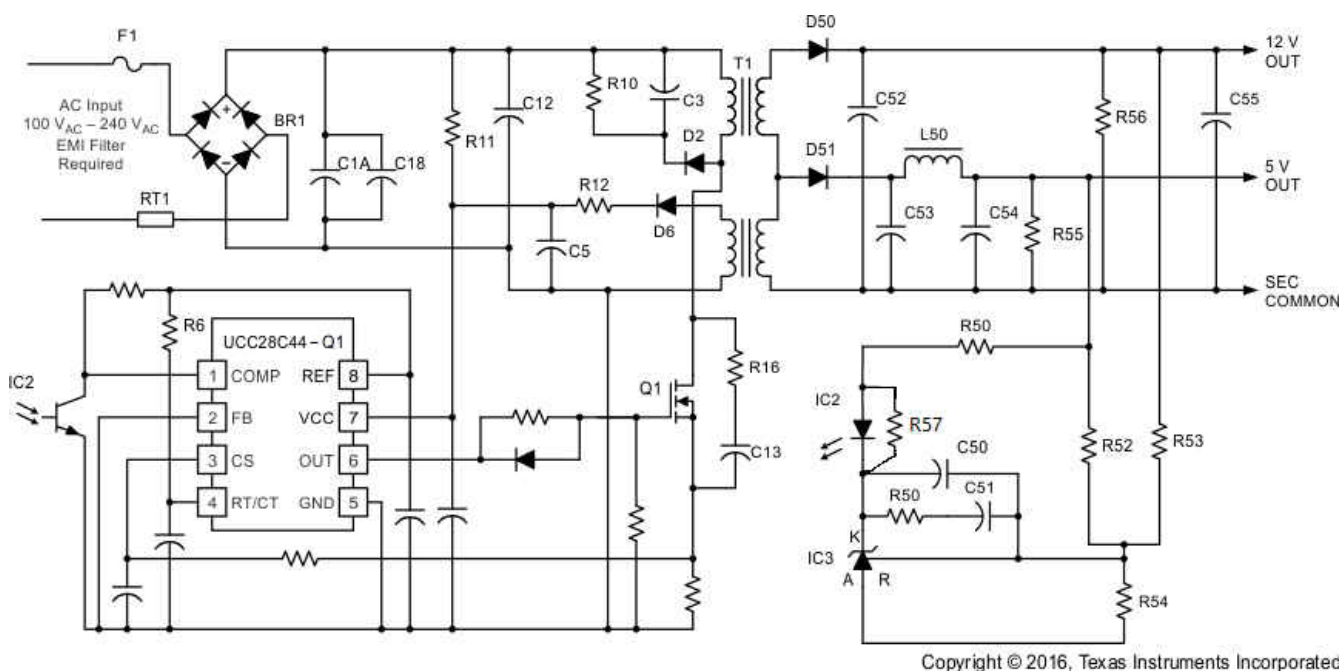 F1
AC Input
100 VAC – 240 VAC
EMI Filter
Required
BR1
+
−
RT1
C1A
C18
R11
C12
R10
C3
D2
T1
D50
12 V
OUT
C52
R56
C55
D51
L50
5 V
OUT
R12
D6
C5
C53
C54
R55
SEC
COMMON
R6
UCC28C44–Q1
IC2
1 COMP REF 8
2 FB VCC 7
3 CS OUT 6
4 RT/CT GND 5
Q1
R16
C13
R50
IC2
R57
C50
R52
R53
R50
C51
K
IC3
A
R
R54
Copyright © 2016, Texas Instruments Incorporated